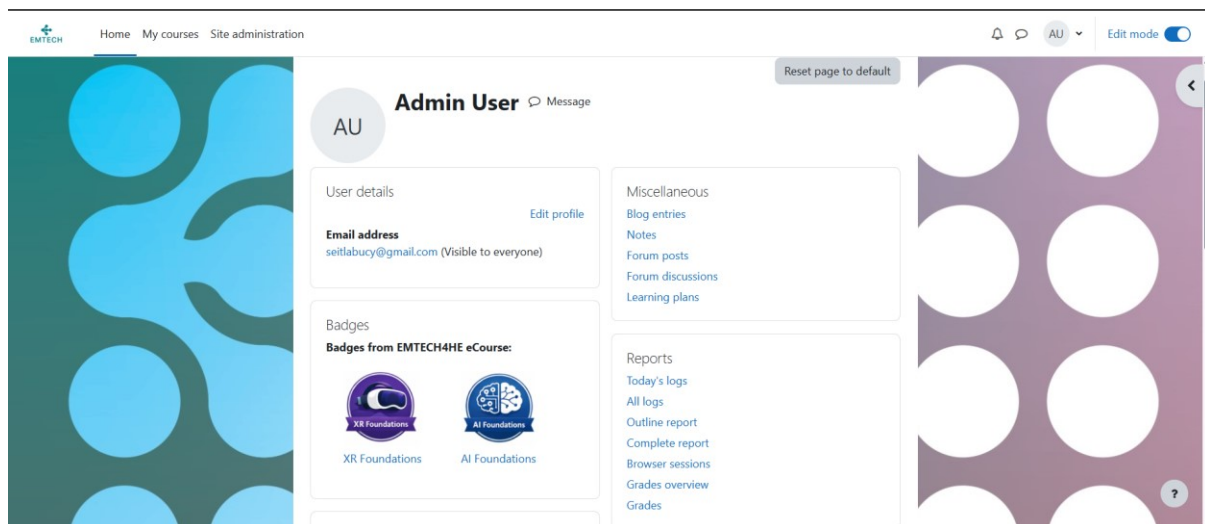 EMTECH
Home My courses Site administration
AU
Edit mode
Reset page to default
AU
Admin User Message
User details
Edit profile
Email address
seitlabucy@gmail.com (Visible to everyone)
Badges
Badges from EMTECH4HE eCourse:
XR Foundations
AI Foundations
XR Foundations
AI Foundations
Miscellaneous
Blog entries
Notes
Forum posts
Forum discussions
Learning plans
Reports
Today's logs
All logs
Outline report
Complete report
Browser sessions
Grades overview
Grades
?